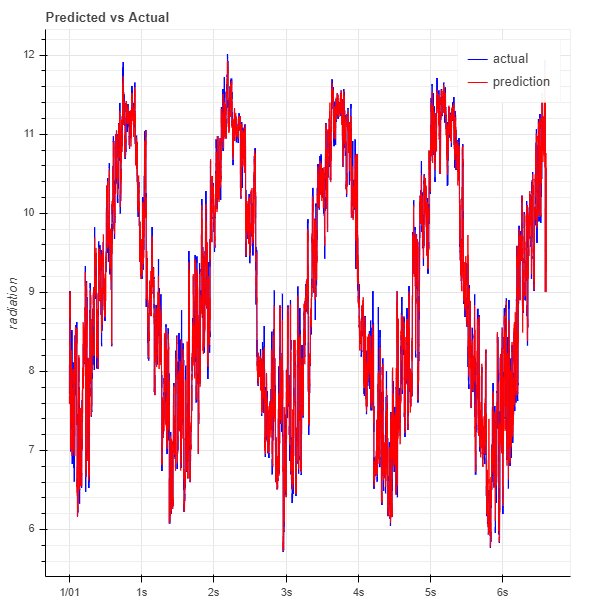 Predicted vs Actual
actual
prediction
radiation
12
11
10
9
8
7
6
1/01
1s
2s
3s
4s
5s
6s